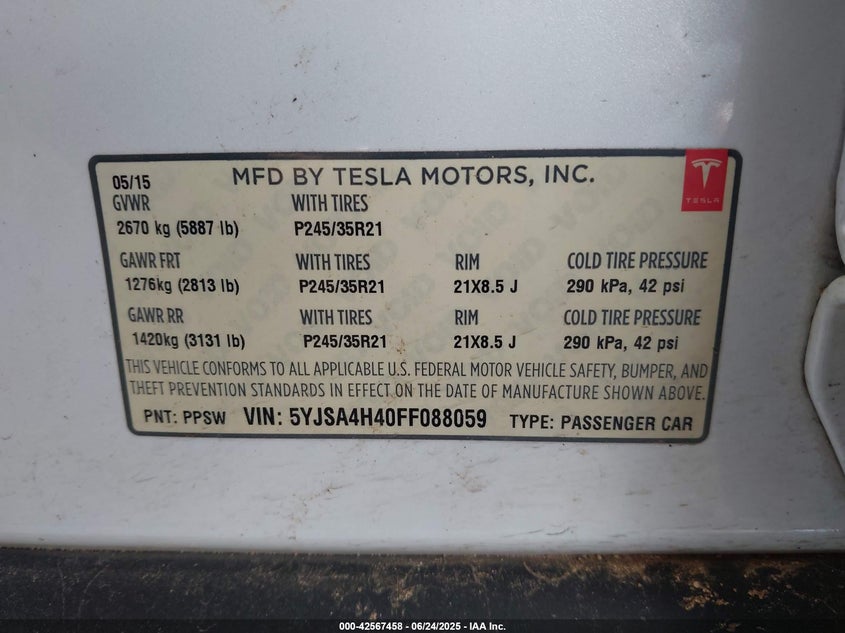 05/15 MFD BY TESLA MOTORS, INC.
TESLA
GVWR WITH TIRES
2670 kg (5887 lb) P245/35R21
GAWR FRT WITH TIRES RIM COLD TIRE PRESSURE
1276kg (2813 lb) P245/35R21 21X8.5 J 290 kPa, 42 psi
GAWR RR WITH TIRES RIM COLD TIRE PRESSURE
1420kg (3131 lb) P245/35R21 21X8.5 J 290 kPa, 42 psi
THIS VEHICLE CONFORMS TO ALL APPLICABLE U.S. FEDERAL MOTOR VEHICLE SAFETY, BUMPER, AND
THEFT PREVENTION STANDARDS IN EFFECT ON THE DATE OF MANUFACTURE SHOWN ABOVE.
PNT: PPSW VIN: 5YJSA4H40FF088059 TYPE: PASSENGER CAR
000-42567458 - 06/24/2025 - IAA Inc.